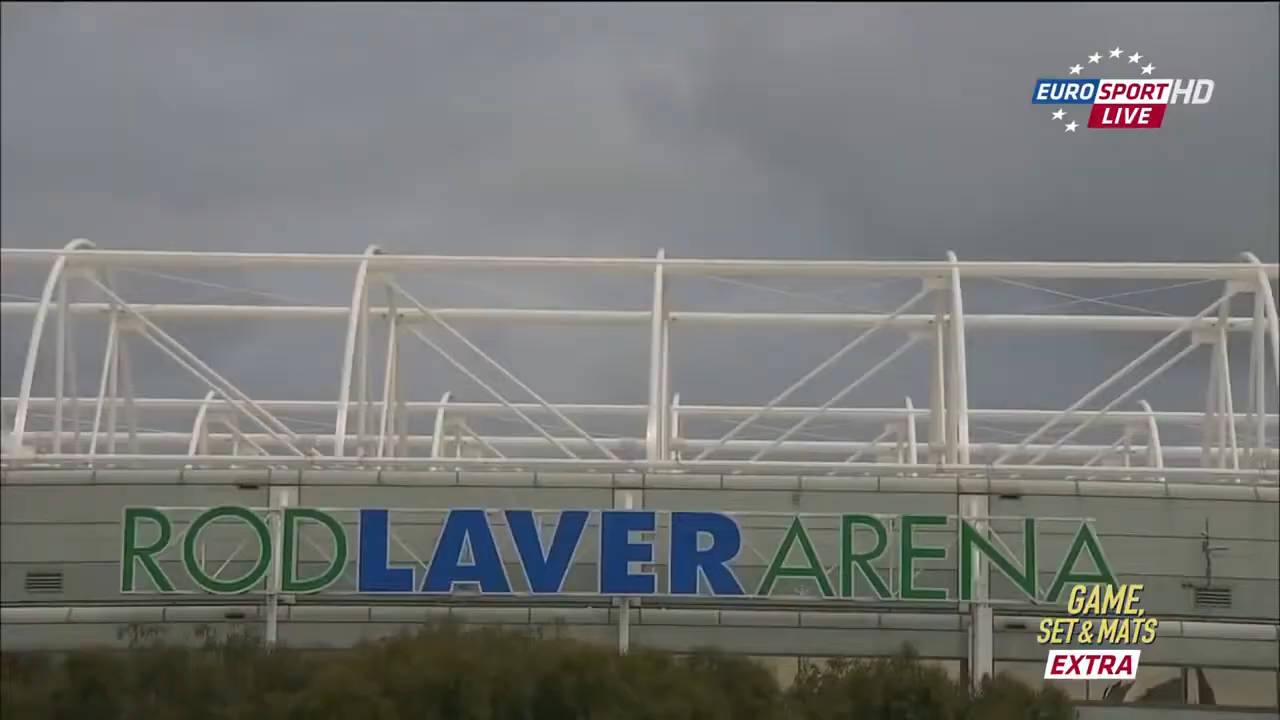 EUROSPORT HD
LIVE
RODLAVERARENA
GAME,
SET & MATS
EXTRA